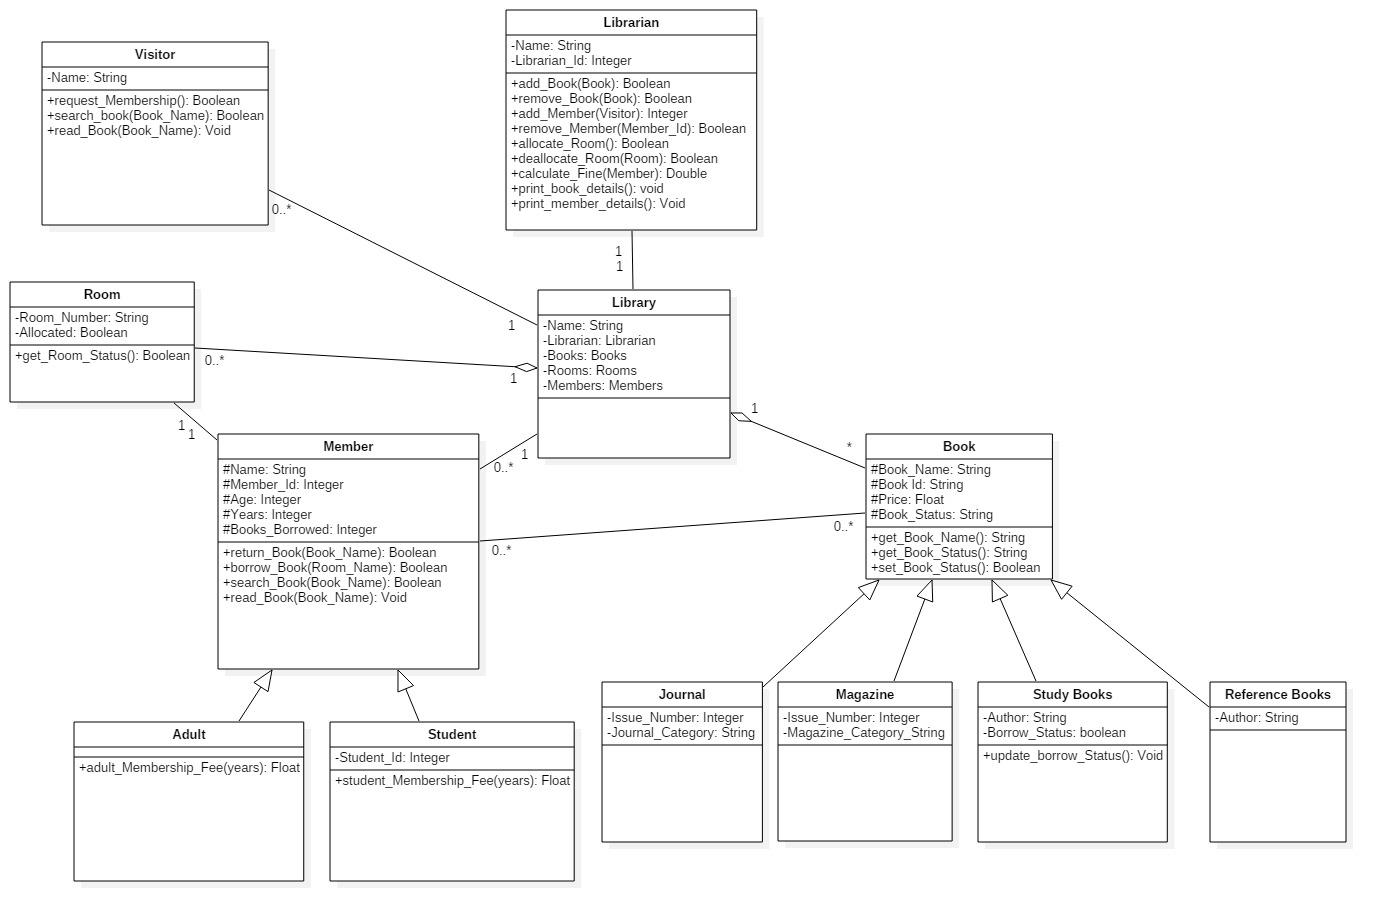 Librarian
-Name: String
-Librarian_Id: Integer
+add_Book(Book): Boolean
+remove_Book(Book): Boolean
+add_Member(Visitor): Integer
+remove_Member(Member_Id): Boolean
+allocate_Room(): Boolean
+deallocate_Room(Room): Boolean
+calculate_Fine(Member): Double
+print_book_details(): void
+print_member_details(): Void
Visitor
-Name: String
+request_Membership(): Boolean
+search_book(Book_Name): Boolean
+read_Book(Book_Name): Void
0..*
1
1
1
Room
-Room_Number: String
-Allocated: Boolean
+get_Room_Status(): Boolean
0..*
1
Library
-Name: String
-Librarian: Librarian
-Books: Books
-Rooms: Rooms
-Members: Members
1
*
1
1
1
0..*
Member
#Name: String
#Member_Id: Integer
#Age: Integer
#Years: Integer
#Books_Borrowed: Integer
+return_Book(Book_Name): Boolean
+borrow_Book(Room_Name): Boolean
+search_Book(Book_Name): Boolean
+read_Book(Book_Name): Void
0..*
0..*
Book
#Book_Name: String
#Book Id: String
#Price: Float
#Book_Status: String
+get_Book_Name(): String
+get_Book_Status(): String
+set_Book_Status(): Boolean
Adult
+adult_Membership_Fee(years): Float
Student
-Student_Id: Integer
+student_Membership_Fee(years): Float
Journal
-Issue_Number: Integer
-Journal_Category: String
Magazine
-Issue_Number: Integer
-Magazine_Category_String
Study Books
-Author: String
-Borrow_Status: boolean
+update_borrow_Status(): Void
Reference Books
-Author: String